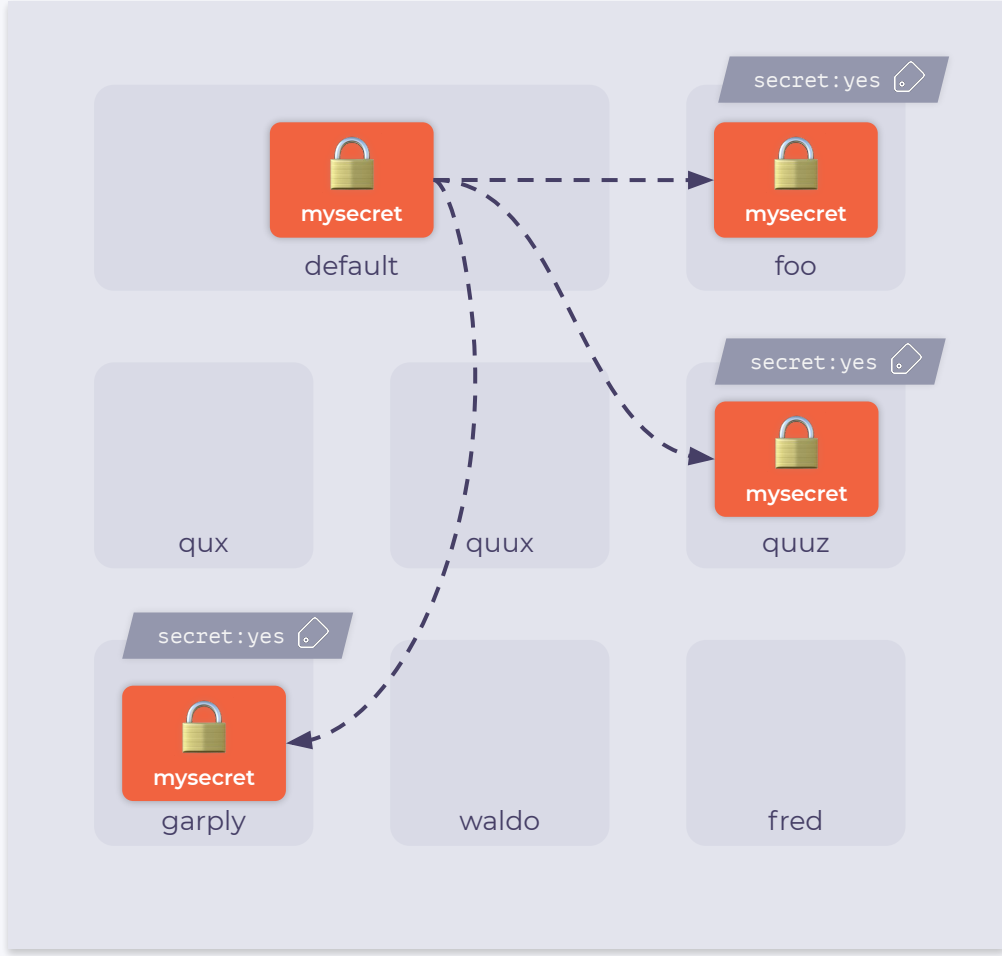 secret:yes
mysecret
mysecret
default
foo
secret:yes
mysecret
qux
quux
quuz
secret:yes
mysecret
garply
waldo
fred